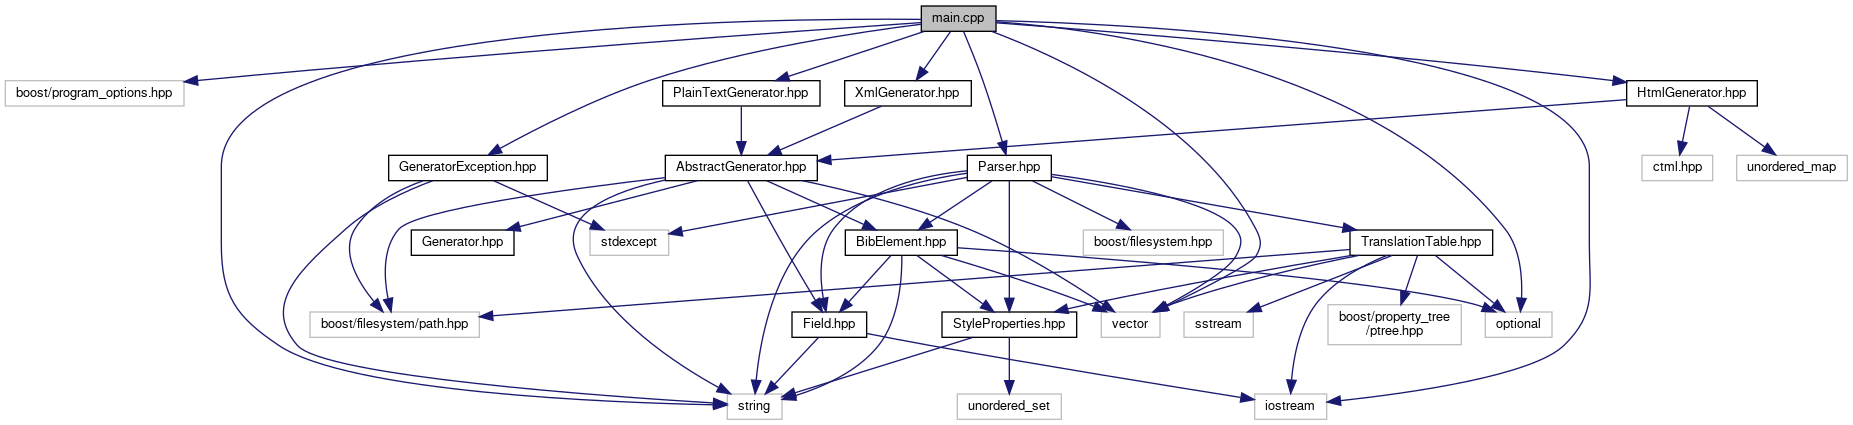 main.cpp
boost/program_options.hpp
PlainTextGenerator.hpp
XmlGenerator.hpp
HtmlGenerator.hpp
GeneratorException.hpp
AbstractGenerator.hpp
Parser.hpp
ctml.hpp
unordered_map
Generator.hpp
stdexcept
BibElement.hpp
boost/filesystem.hpp
TranslationTable.hpp
boost/filesystem/path.hpp
Field.hpp
StyleProperties.hpp
vector
sstream
boost/property_tree
/ptree.hpp
optional
string
unordered_set
iostream